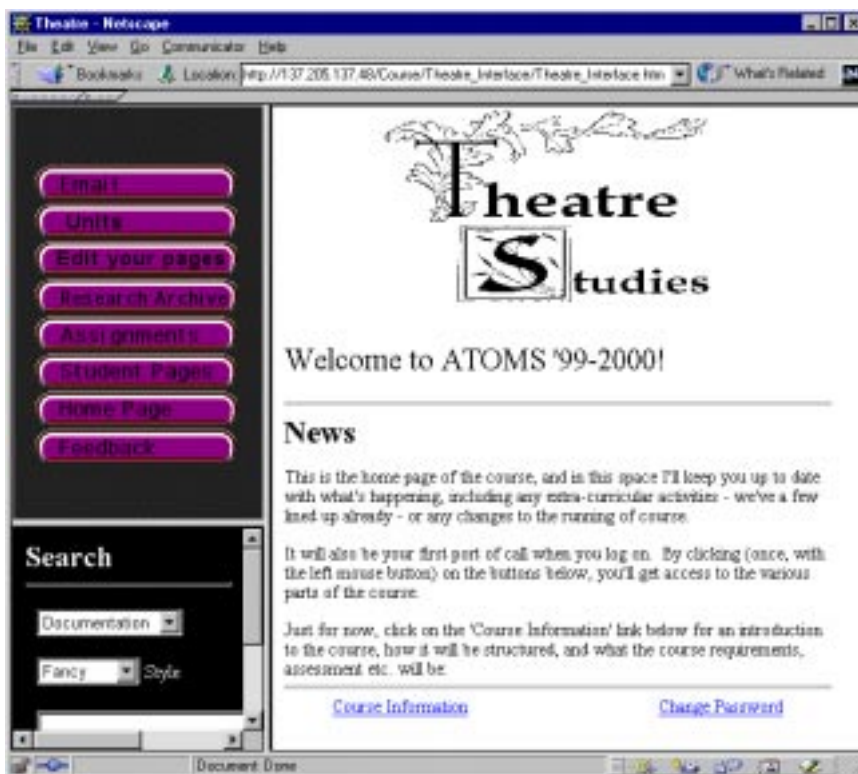 Theatre - Netscape
File Edit View Go Communicator Help
Bookmarks Location: http://137.205.137.48/Course/Theatre_Interface/Theatre_Interface.htm What's Related
Email
Units
Edit your pages
Research Archive
Assignments
Student Pages
Home Page
Feedback
Search
Documentation
Fancy Style
Theatre
Studies
Welcome to ATOMS '99-2000!
News
This is the home page of the course, and in this space I'll keep you up to date
with what's happening, including any extra-curricular activities - we've a few
lined up already - or any changes to the running of course.
It will also be your first port of call when you log on. By clicking (once, with
the left mouse button) on the buttons below, you'll get access to the various
parts of the course.
Just for now, click on the 'Course Information' link below for an introduction
to the course, how it will be structured, and what the course requirements,
assessment etc. will be:
Course Information Change Password
Document: Done